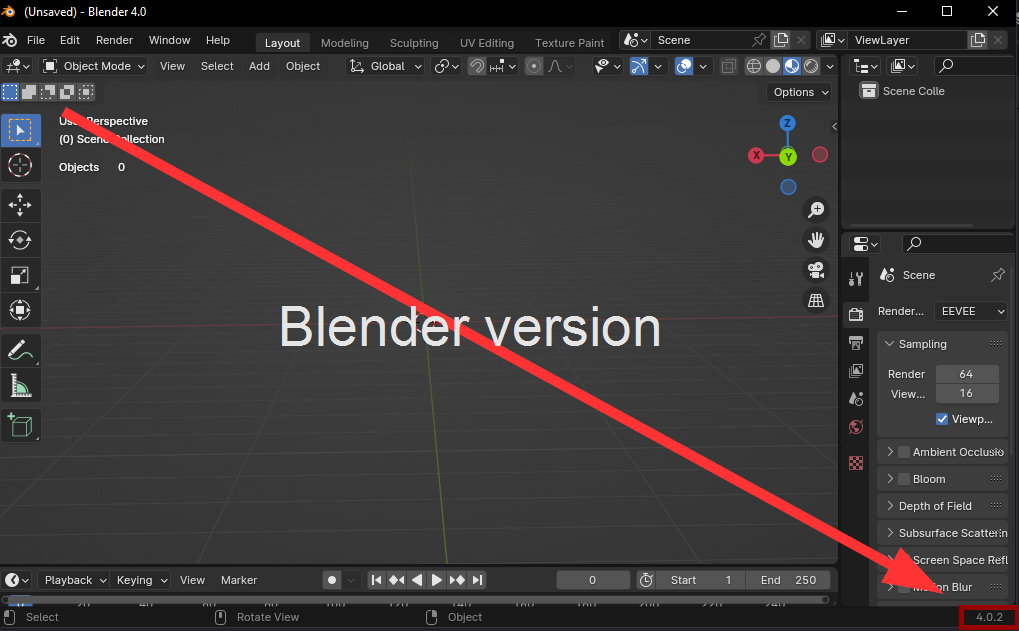 (Unsaved) - Blender 4.0
File Edit Render Window Help Layout Modeling Sculpting UV Editing Texture Paint Scene ViewLayer
Object Mode View Select Add Object Global
Options
Scene Colle
User Perspective
(0) Scene Collection
Objects 0
Z
X
Y
Scene
Render... EEVEE
Blender version
Sampling
Render 64
View... 16
Viewp...
Ambient Occlusio
Bloom
Depth of Field
Subsurface Scatterin
Screen Space Refl
Motion Blur
Playback Keying View Marker 0 Start 1 End 250
Select Rotate View Object 4.0.2